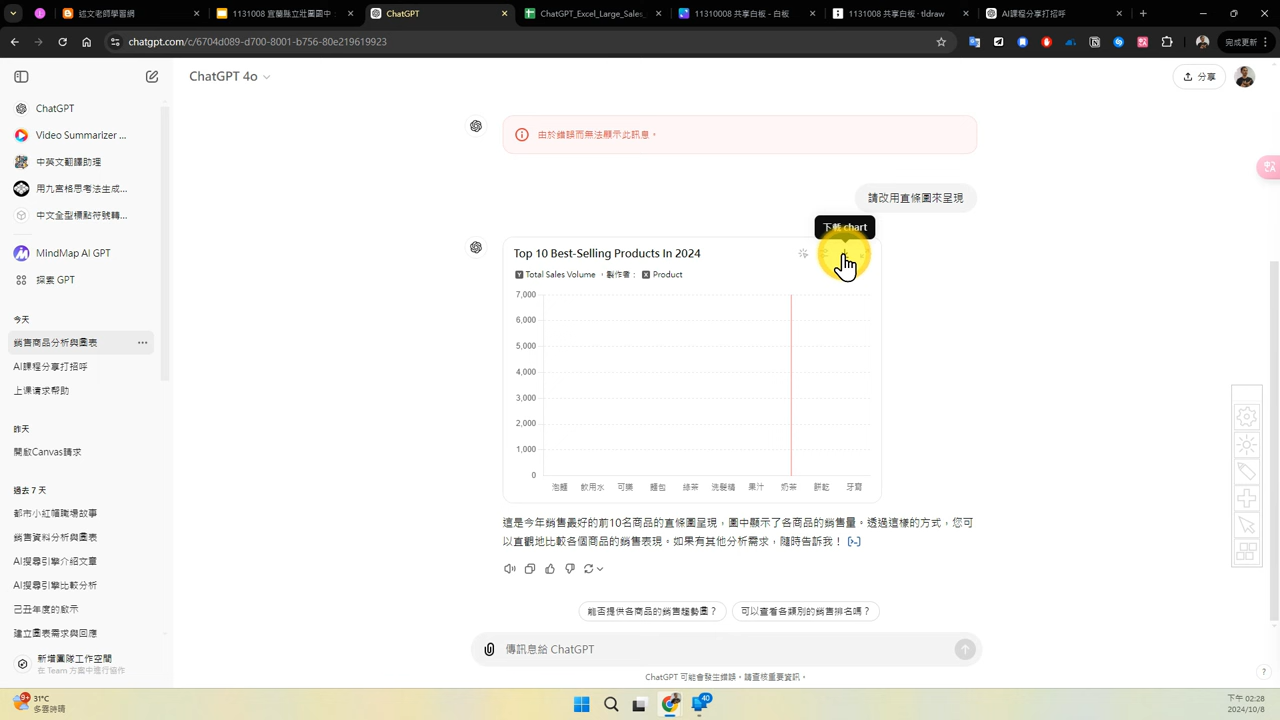 述文老師學習網
1131008 宜蘭縣立壯圍國中
ChatGPT
ChatGPT_Excel_Large_Sales_
11310008 共享白板 - 白板
1131008 共享白板 - tldraw
AI課程分享打招呼
chatgpt.com/c/6704d089-d700-8001-b756-80e219619923
完成更新
ChatGPT 4o
分享
ChatGPT
Video Summarizer ...
中英文翻譯助理
用九宮格思考法生成...
中文全型標點符號轉...
MindMap AI GPT
探索 GPT
今天
銷售商品分析與圖表
AI課程分享打招呼
上课请求帮助
昨天
開啟Canvas請求
過去 7 天
都市小紅帽職場故事
銷售資料分析與圖表
AI搜尋引擎介紹文章
AI搜尋引擎比較分析
己丑年度的啟示
建立圖表需求與回應
新增團隊工作空間
在 Team 方案中進行協作
由於錯誤而無法顯示此訊息。
請改用直條圖來呈現
下載 chart
Top 10 Best-Selling Products In 2024
Y Total Sales Volume ，製作者： X Product
7,000
6,000
5,000
4,000
3,000
2,000
1,000
0
泡麵 飲用水 可樂 麵包 綠茶 洗髮精 果汁 奶茶 餅乾 牙膏
這是今年銷售最好的前10名商品的直條圖呈現，圖中顯示了各商品的銷售量。透過這樣的方式，您可
以直觀地比較各個商品的銷售表現。如果有其他分析需求，隨時告訴我！ [>-]
能否提供各商品的銷售趨勢圖？
可以查看各類別的銷售排名嗎？
傳訊息給 ChatGPT
ChatGPT 可能會發生錯誤。請查核重要資訊。
?
9+
31°C
多雲時晴
40
下午 02:28
2024/10/8